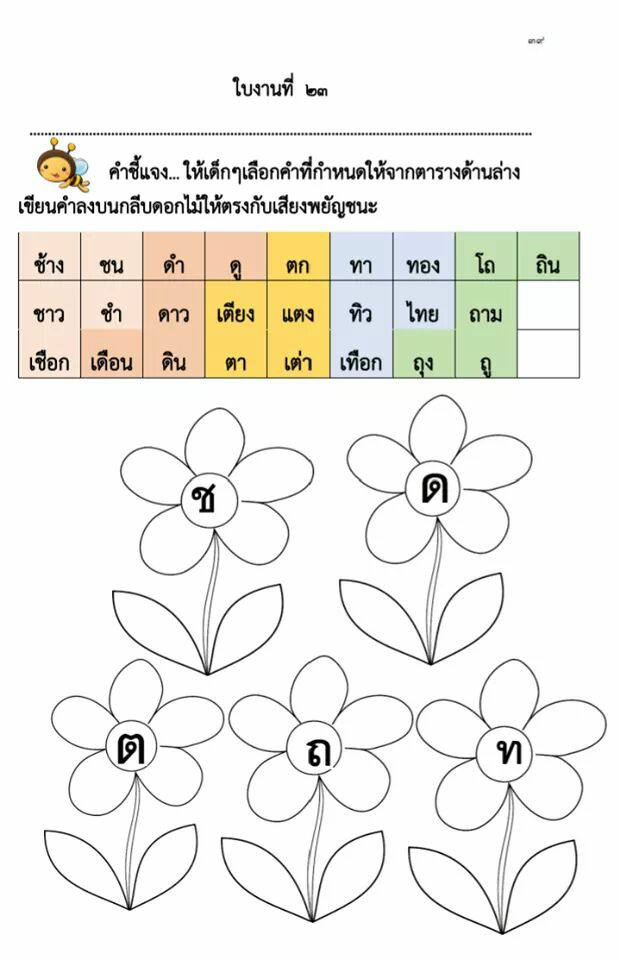 ๓๙
ใบงานที่ ๒๓
คำชี้แจง... ให้เด็กๆเลือกคำที่กำหนดให้จากตารางด้านล่าง
เขียนคำลงบนกลีบดอกไม้ให้ตรงกับเสียงพยัญชนะ
ช้าง ชน ดำ ดู ตก ทา ทอง โถ ถิน
ชาว ชำ ดาว เตียง แตง ทิว ไทย ถาม
เชือก เดือน ดิน ตา เต่า เทือก ถุง ถู
ช ด
ต ถ ท